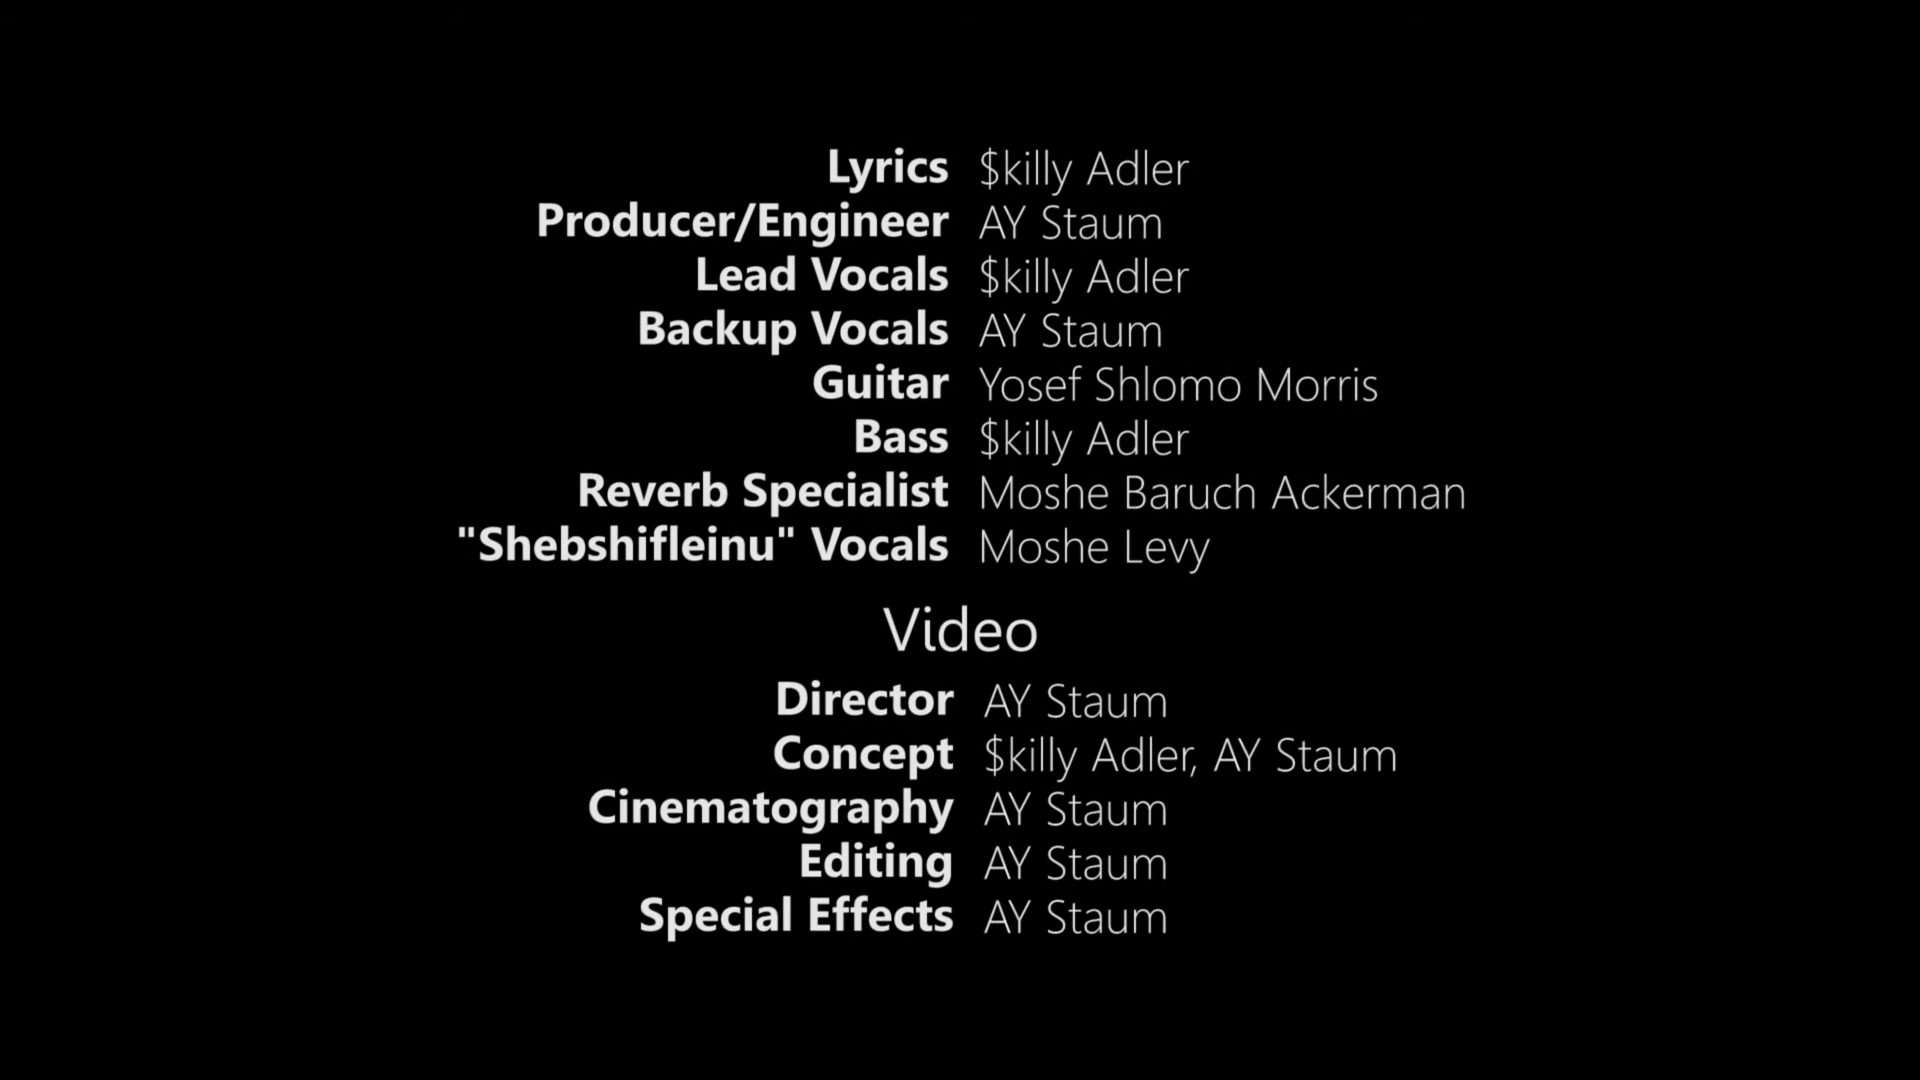 Lyrics $killy Adler
Producer/Engineer AY Staum
Lead Vocals $killy Adler
Backup Vocals AY Staum
Guitar Yosef Shlomo Morris
Bass $killy Adler
Reverb Specialist Moshe Baruch Ackerman
"Shebshifleinu" Vocals Moshe Levy
Video
Director AY Staum
Concept $killy Adler, AY Staum
Cinematography AY Staum
Editing AY Staum
Special Effects AY Staum